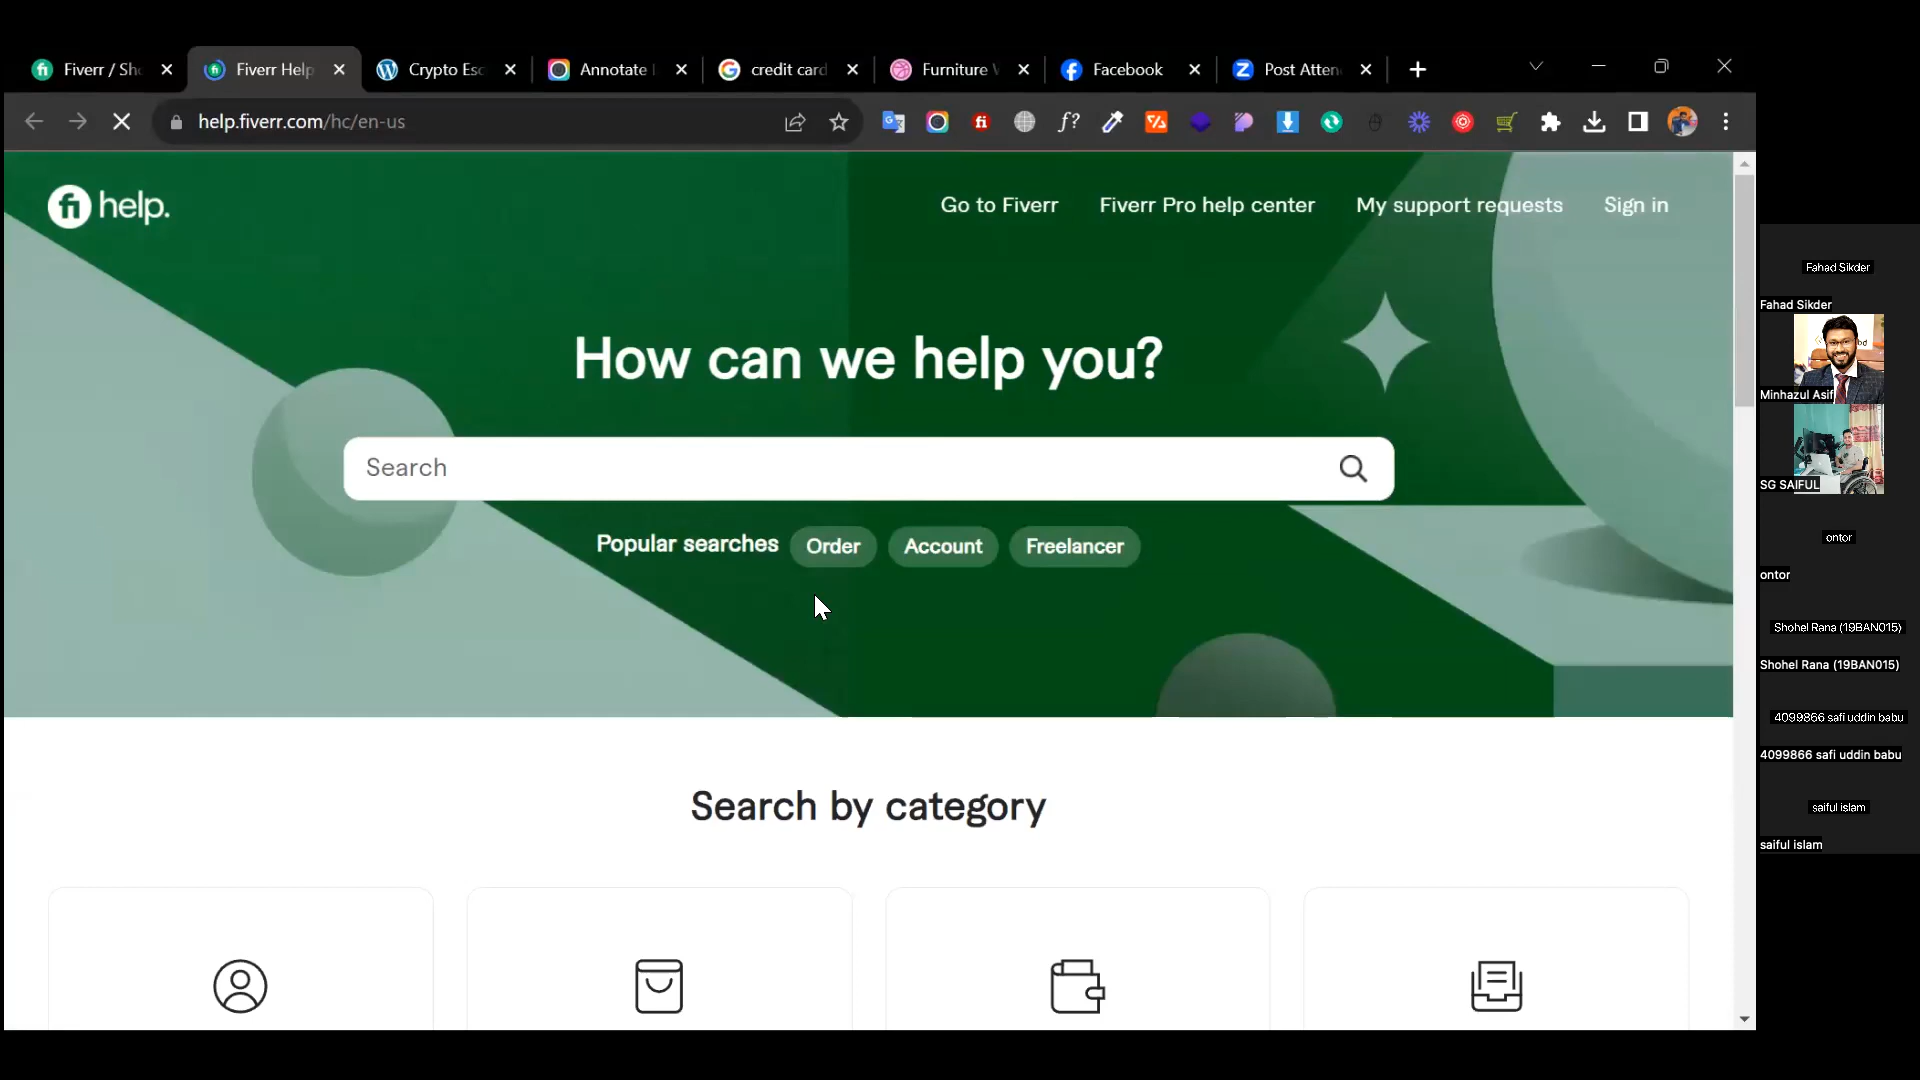 Fiverr / Sho
Fiverr Help
Crypto Esc
Annotate
credit card
Furniture
Facebook
Post Atten
help.fiverr.com/hc/en-us
fi help.
Go to Fiverr
Fiverr Pro help center
My support requests
Sign in
How can we help you?
Search
Popular searches
Order
Account
Freelancer
Search by category
Fahad Sikder
Fahad Sikder
Minhazul Asif
SG SAIFUL
ontor
ontor
Shohel Rana (19BAN015)
Shohel Rana (19BAN015)
4099866 safi uddin babu
4099866 safi uddin babu
saiful islam
saiful islam